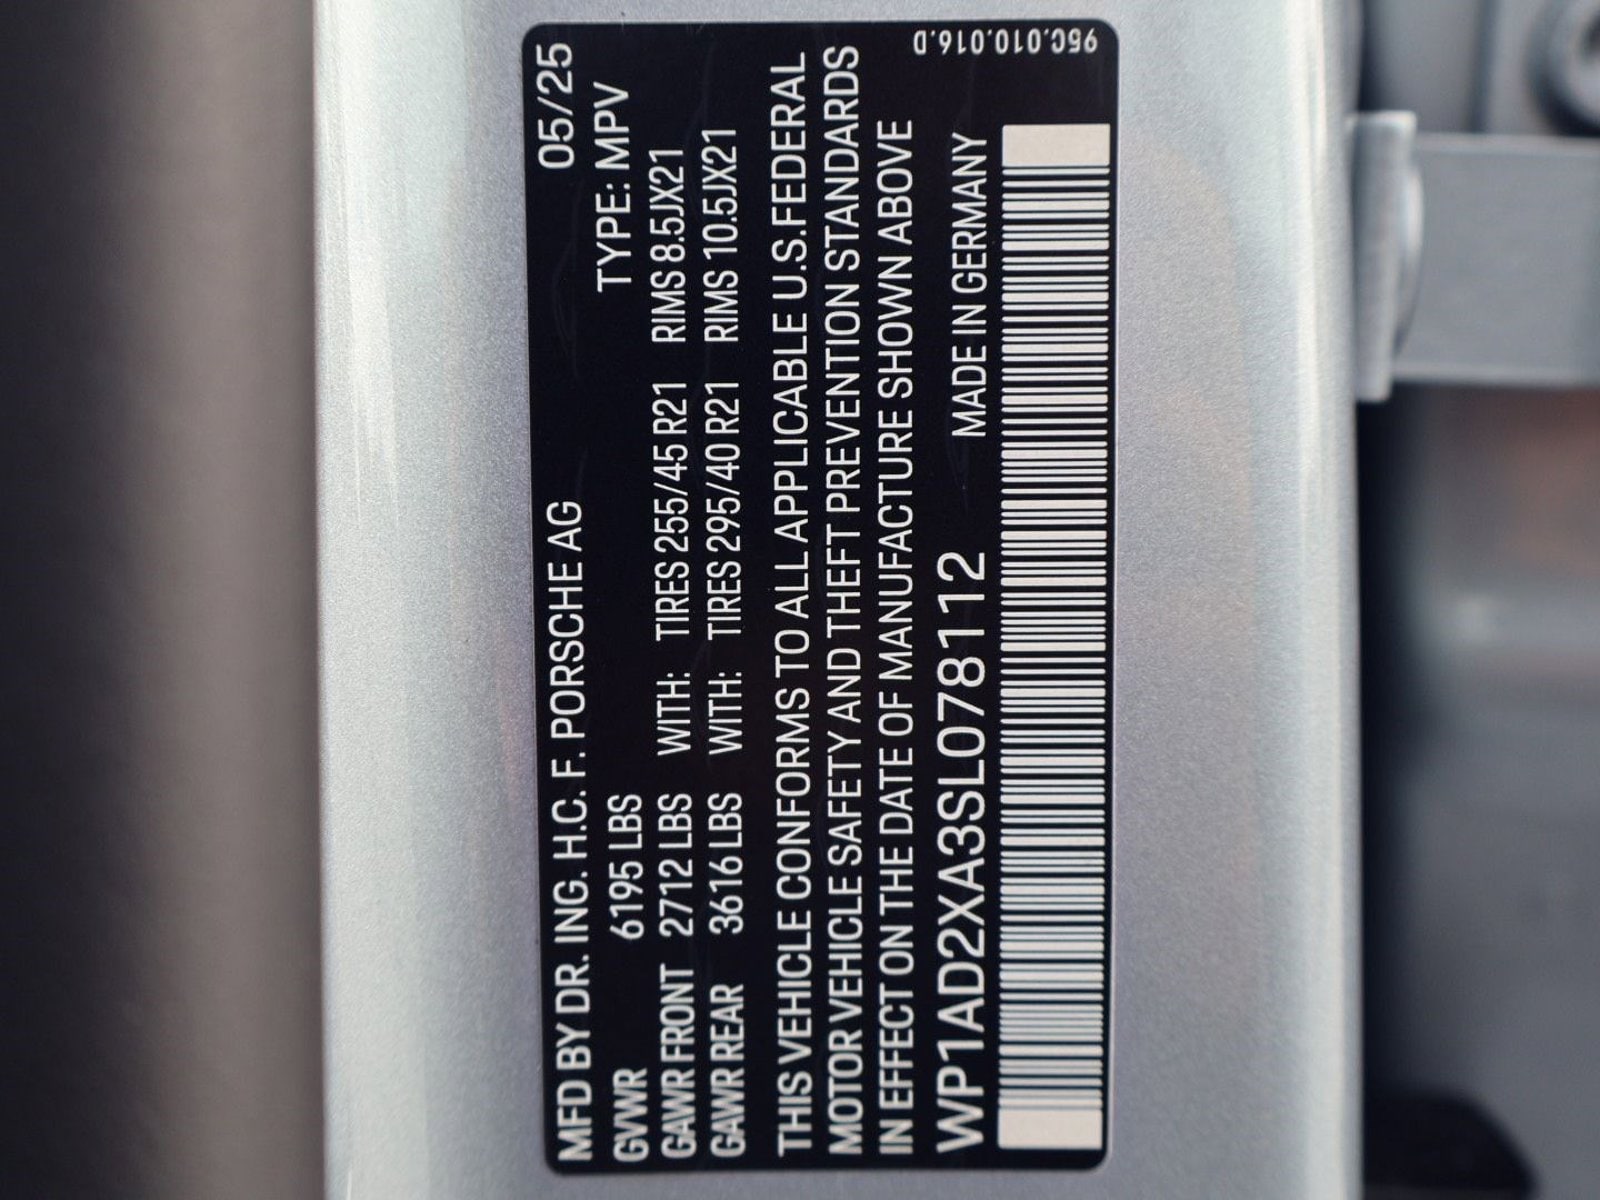 MFD BY DR. ING. H.C. F. PORSCHE AG 05/25
GVWR 6195 LBS TYPE: MPV
GAWR FRONT 2712 LBS WITH: TIRES 255/45 R21 RIMS 8.5JX21
GAWR REAR 3616 LBS WITH: TIRES 295/40 R21 RIMS 10.5JX21
THIS VEHICLE CONFORMS TO ALL APPLICABLE U.S.FEDERAL
MOTOR VEHICLE SAFETY AND THEFT PREVENTION STANDARDS
IN EFFECT ON THE DATE OF MANUFACTURE SHOWN ABOVE
WP1AD2XA3SL078112 MADE IN GERMANY
95C.010.016.D